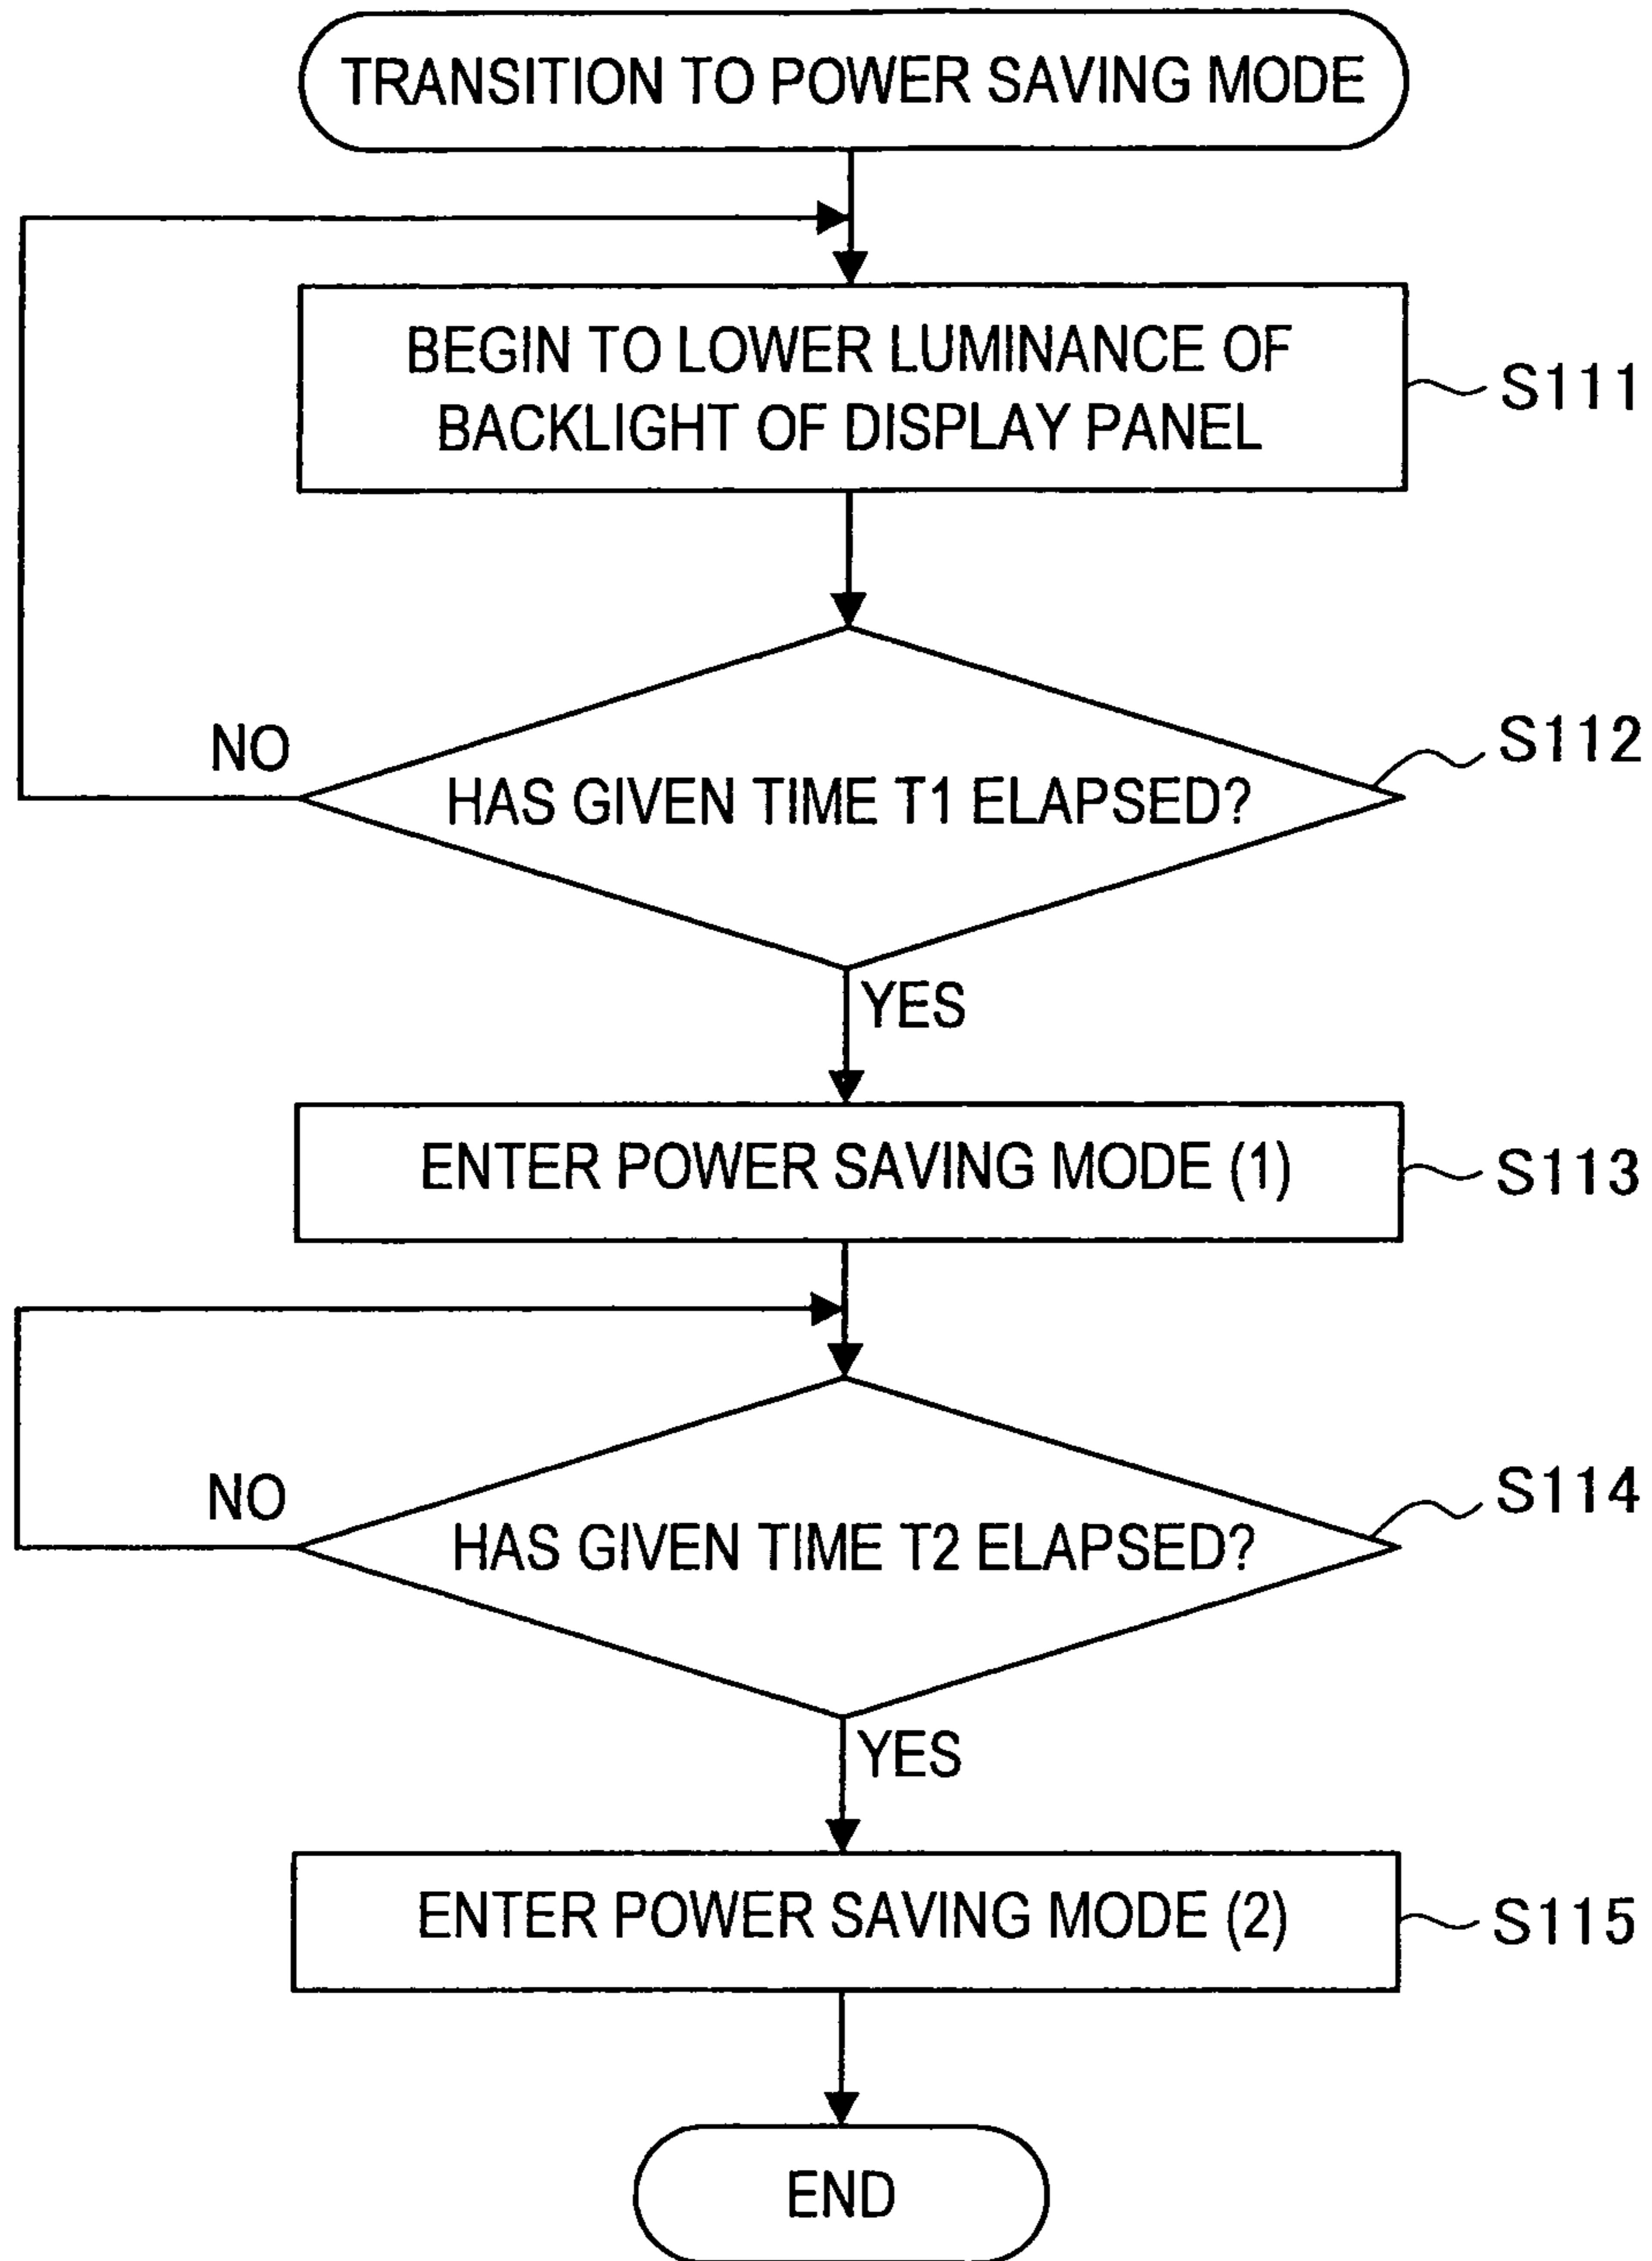 TRANSITION TO POWER SAVING MODE
BEGIN TO LOWER LUMINANCE OF
BACKLIGHT OF DISPLAY PANEL
S111
HAS GIVEN TIME T1 ELAPSED?
S112
NO
YES
ENTER POWER SAVING MODE (1)
S113
HAS GIVEN TIME T2 ELAPSED?
S114
NO
YES
ENTER POWER SAVING MODE (2)
S115
END